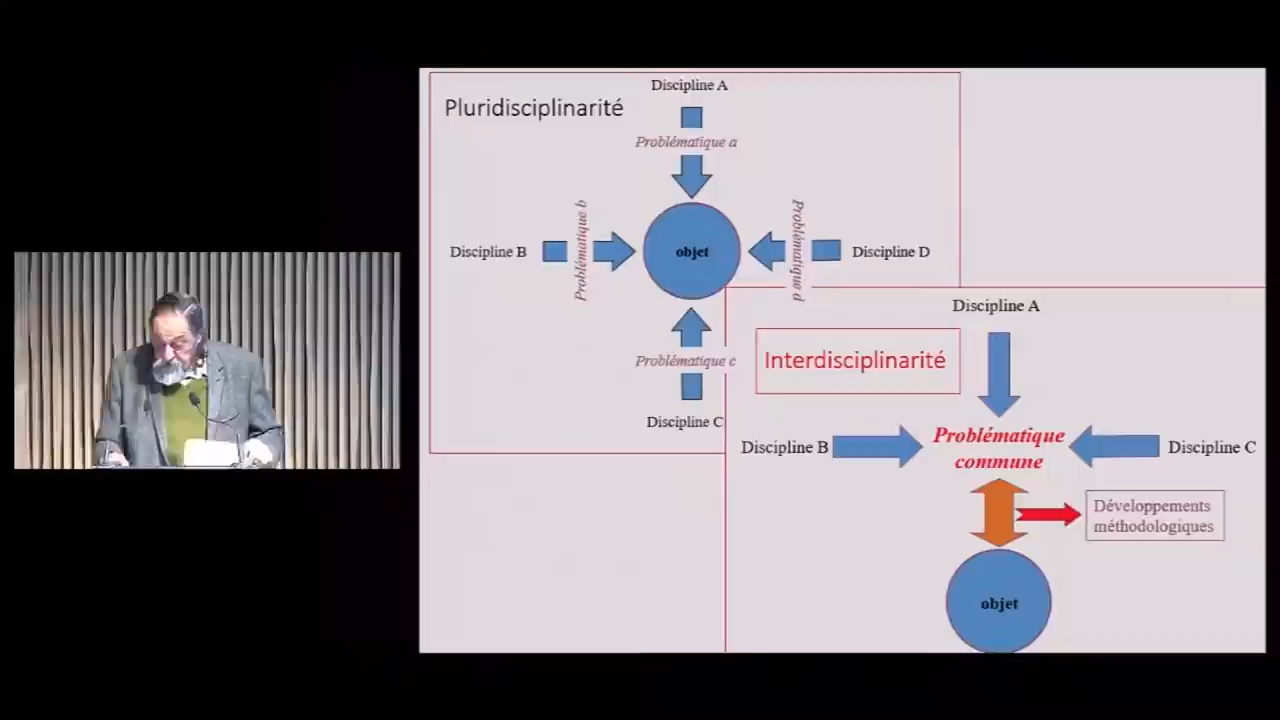 Pluridisciplinarité
Discipline A
Problématique a
Discipline B
Problématique b
objet
Problématique d
Discipline D
Problématique c
Discipline C
Interdisciplinarité
Discipline A
Discipline B
Problématique
commune
Discipline C
Développements
méthodologiques
objet